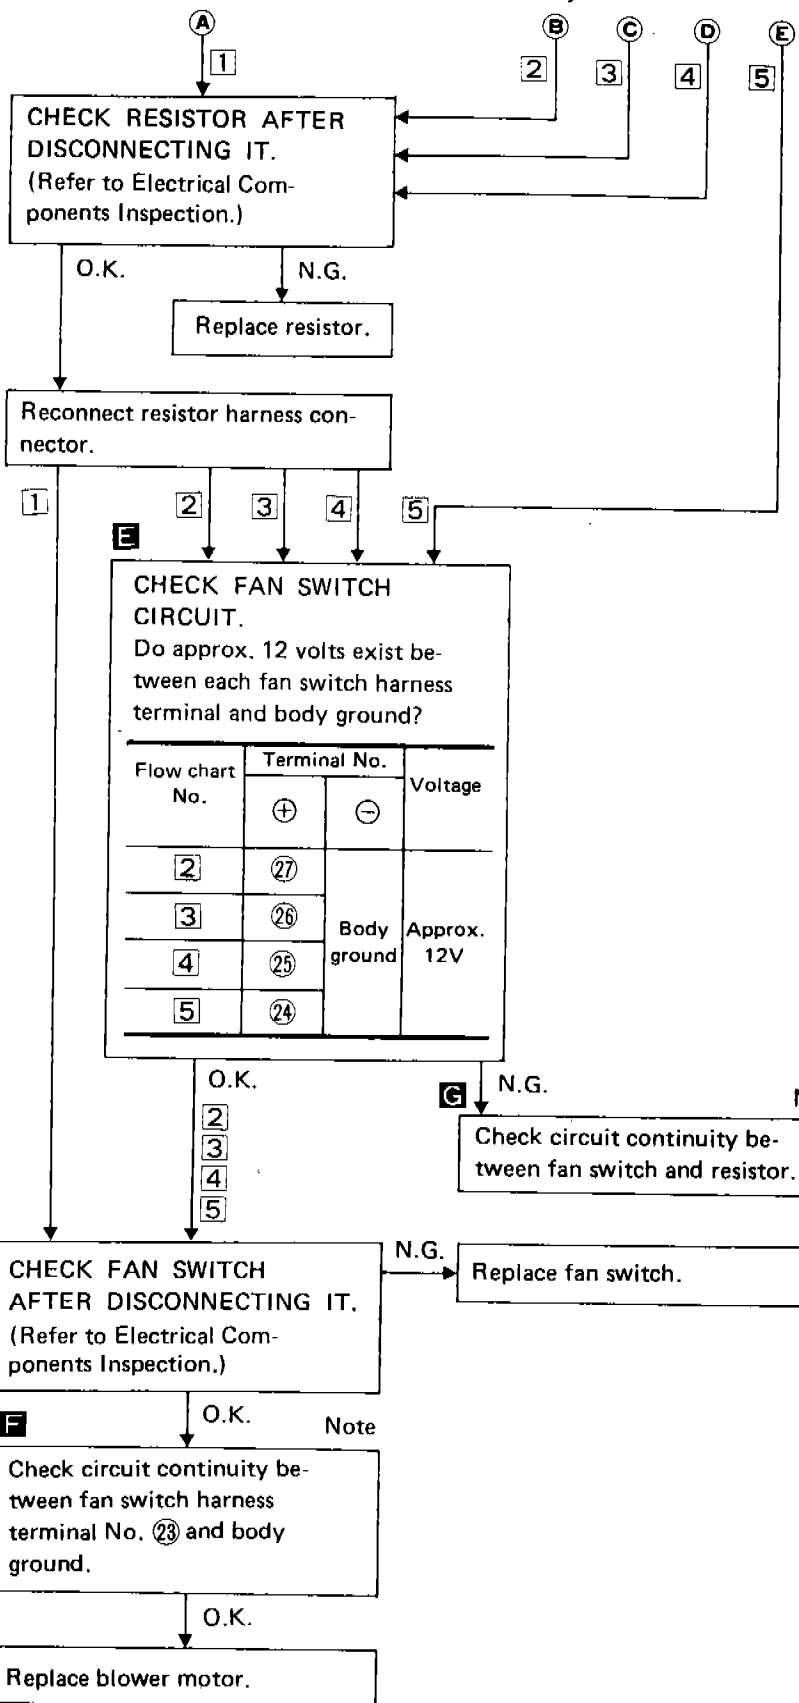 A B C D E
1 2 3 4 5
CHECK RESISTOR AFTER
DISCONNECTING IT.
(Refer to Electrical Com-
ponents Inspection.)
O.K. N.G.
Replace resistor.
Reconnect resistor harness con-
nector.
1 2 3 4 5
E
CHECK FAN SWITCH
CIRCUIT.
Do approx. 12 volts exist be-
tween each fan switch harness
terminal and body ground?
Flow chart
No.
Terminal No.
⊕ ⊖
Voltage
2 ㉗
3 ㉖
4 ㉕
5 ㉔
Body
ground
Approx.
12V
O.K.
2
3
4
5
G N.G.
Check circuit continuity be-
tween fan switch and resistor.
CHECK FAN SWITCH
AFTER DISCONNECTING IT.
(Refer to Electrical Com-
ponents Inspection.)
N.G.
Replace fan switch.
F O.K. Note
Check circuit continuity be-
tween fan switch harness
terminal No. ㉓ and body
ground.
O.K.
Replace blower motor.